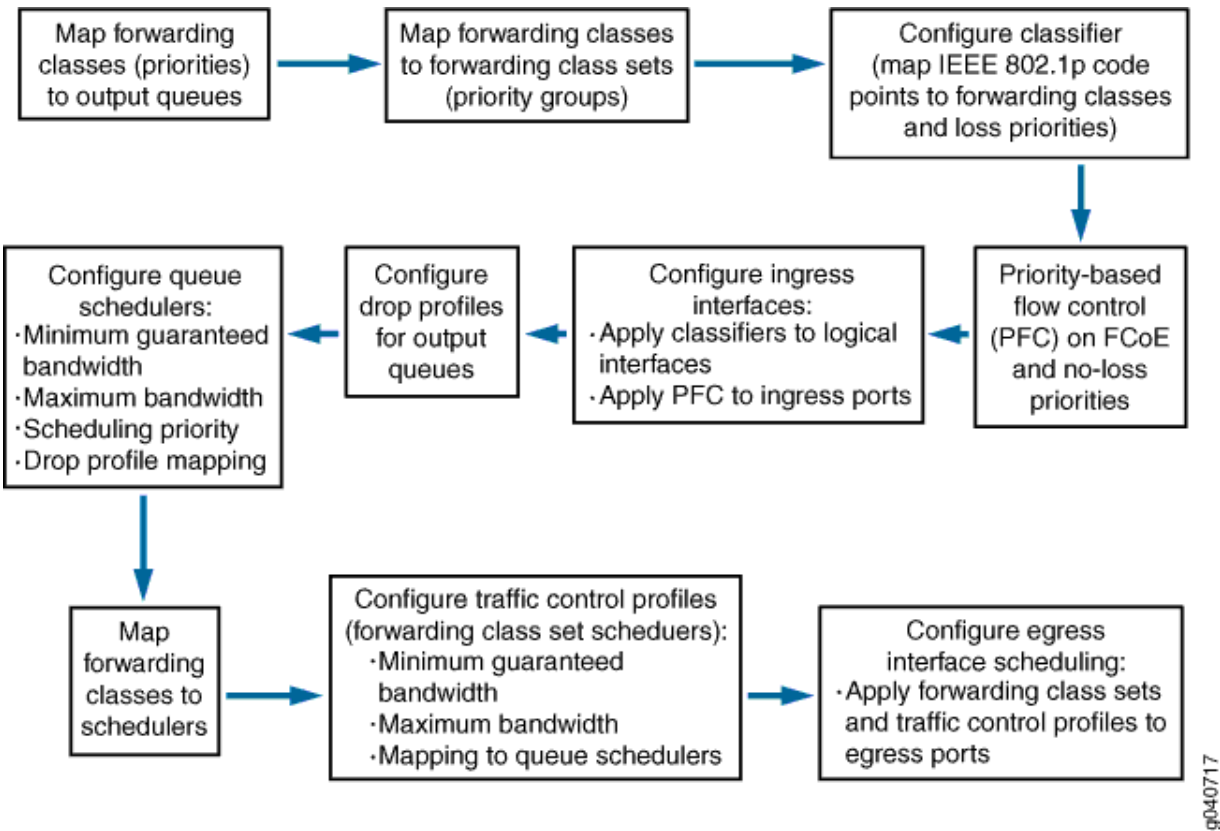 Map forwarding
classes (priorities)
to output queues
Map forwarding classes
to forwarding class sets
(priority groups)
Configure classifier
(map IEEE 802.1p code
points to forwarding classes
and loss priorities)
Priority-based
flow control
(PFC) on FCoE
and no-loss
priorities
Configure ingress
interfaces:
·Apply classifiers to logical
interfaces
·Apply PFC to ingress ports
Configure
drop profiles
for output
queues
Configure queue
schedulers:
·Minimum guaranteed
bandwidth
·Maximum bandwidth
·Scheduling priority
·Drop profile mapping
Map
forwarding
classes to
schedulers
Configure traffic control profiles
(forwarding class set scheduers):
·Minimum guaranteed
bandwidth
·Maximum bandwidth
·Mapping to queue schedulers
Configure egress
interface scheduling:
·Apply forwarding class sets
and traffic control profiles to
egress ports
g040717